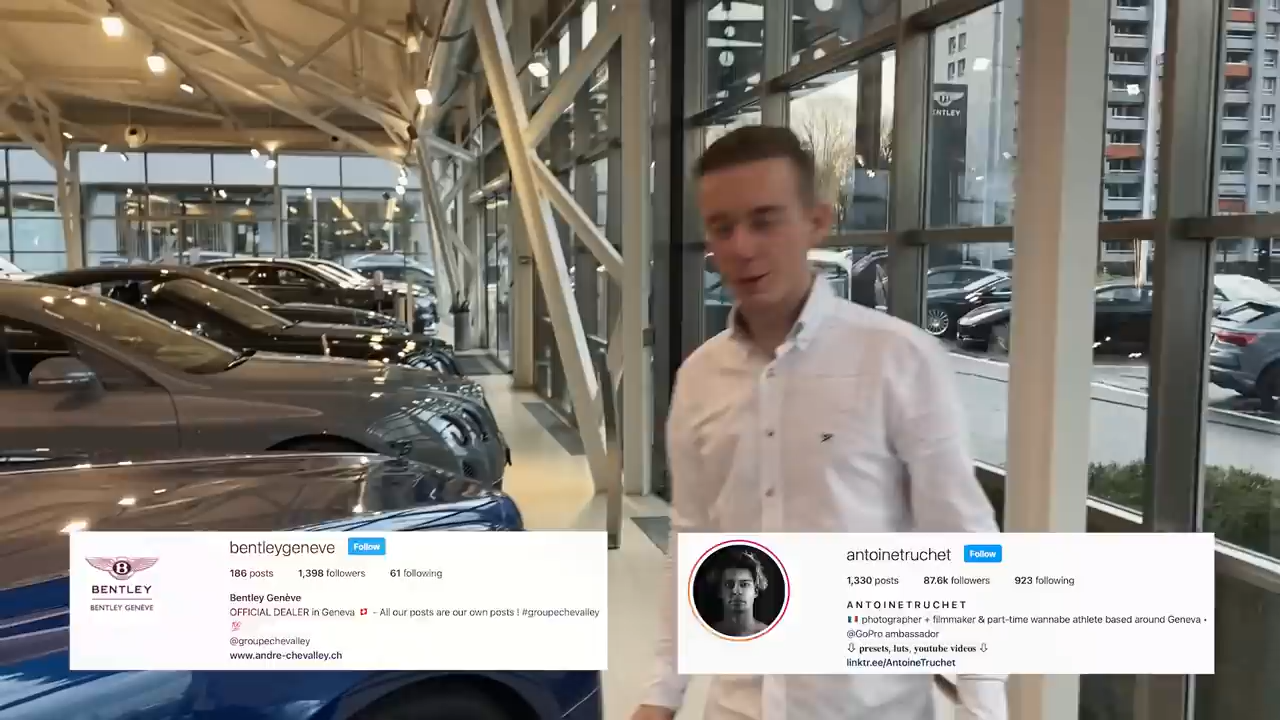 BENTLEY
bentleygeneve Follow
186 posts 1,398 followers 61 following
Bentley Genève
OFFICIAL DEALER in Geneva 🇨🇭 - All our posts are our own posts ! #groupechevalley
💯
@groupechevalley
www.andre-chevalley.ch
B
BENTLEY
BENTLEY GENÈVE
antoinetruchet Follow
1,330 posts 87.6k followers 923 following
A N T O I N E T R U C H E T
🇫🇷 photographer + filmmaker & part-time wannabe athlete based around Geneva •
@GoPro ambassador
⇩ presets, luts, youtube videos ⇩
linktr.ee/AntoineTruchet